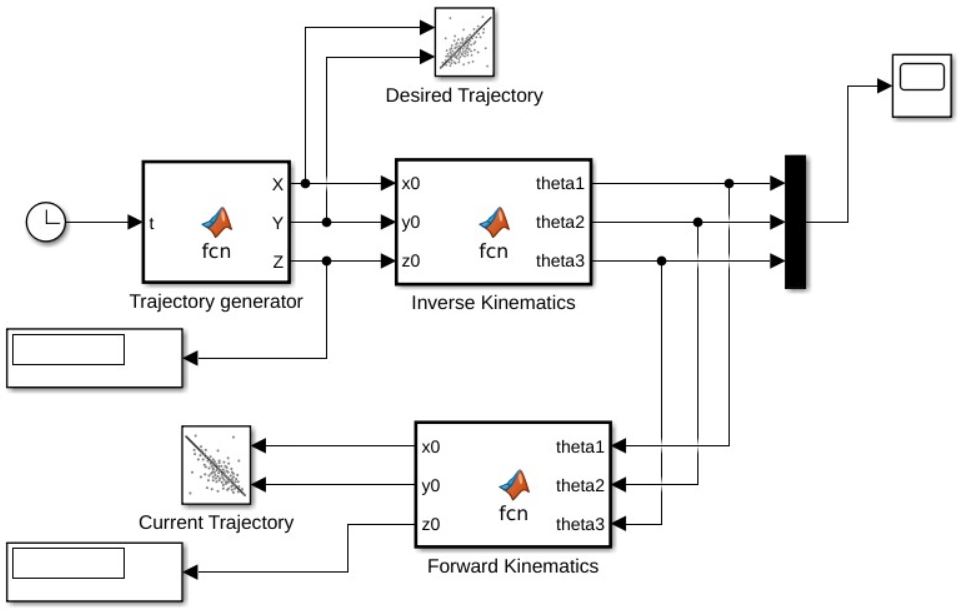 Desired Trajectory
t
fcn
X
Y
Z
Trajectory generator
x0
y0
z0
fcn
theta1
theta2
theta3
Inverse Kinematics
Current Trajectory
x0
y0
z0
fcn
theta1
theta2
theta3
Forward Kinematics